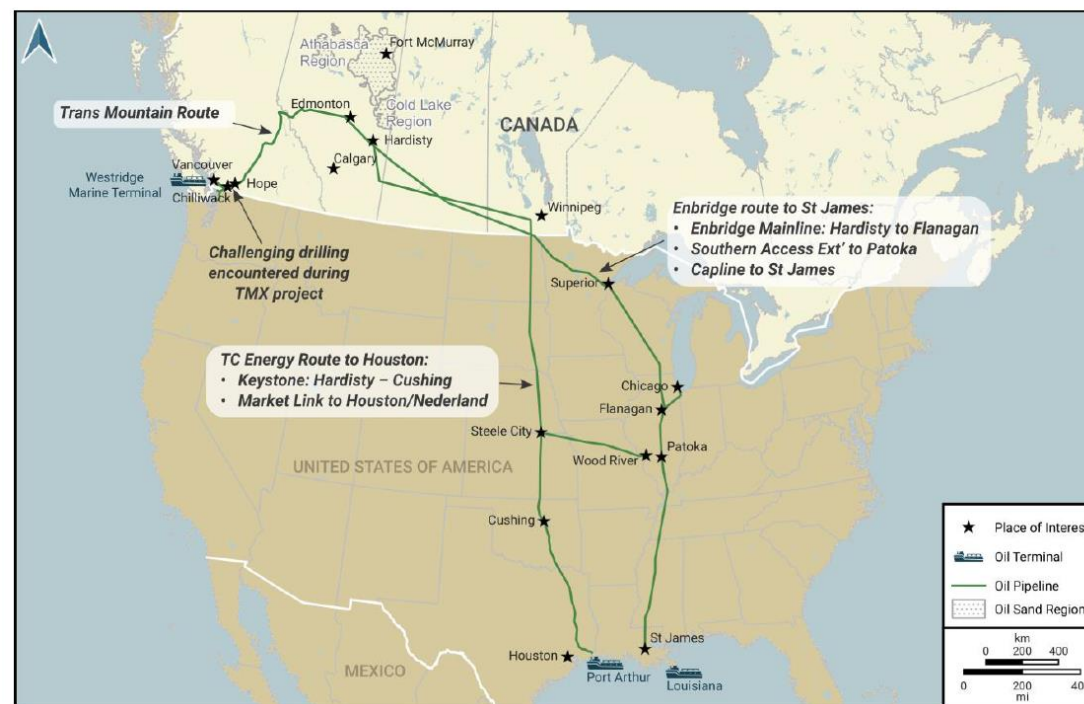 Athabasca
Region
Fort McMurray
Trans Mountain Route
Edmonton
Cold Lake
Region
CANADA
Hardisty
Vancouver
Calgary
Westridge
Marine Terminal
Hope
Chilliwack
Winnipeg
Challenging drilling
encountered during
TMX project
Enbridge route to St James:
• Enbridge Mainline: Hardisty to Flanagan
• Southern Access Ext' to Patoka
• Capline to St James
Superior
TC Energy Route to Houston:
• Keystone: Hardisty – Cushing
• Market Link to Houston/Nederland
Chicago
Flanagan
Steele City
Patoka
Wood River
UNITED STATES OF AMERICA
Cushing
St James
Houston
Port Arthur
Louisiana
MEXICO
Place of Interes
Oil Terminal
Oil Pipeline
Oil Sand Region
km
0 200 400
0 200 40
mi